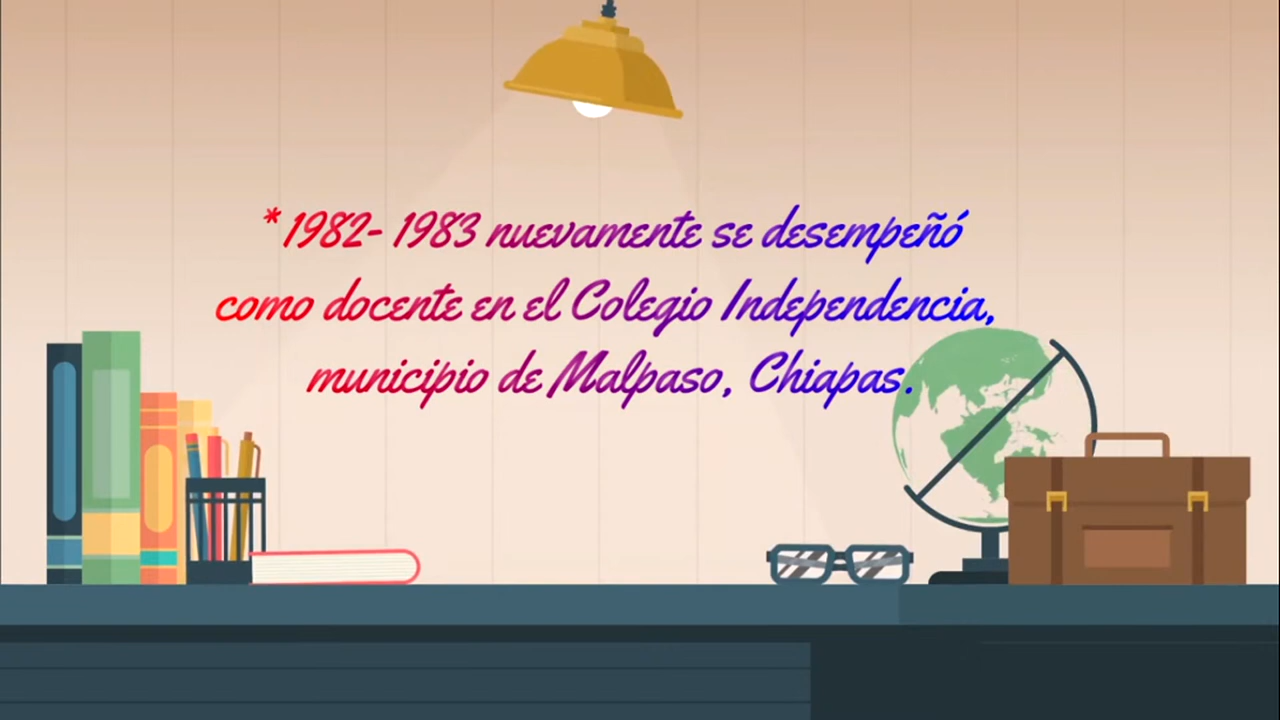 * 1982- 1983 nuevamente se desempeñó
como docente en el Colegio Independencia,
municipio de Malpaso, Chiapas.